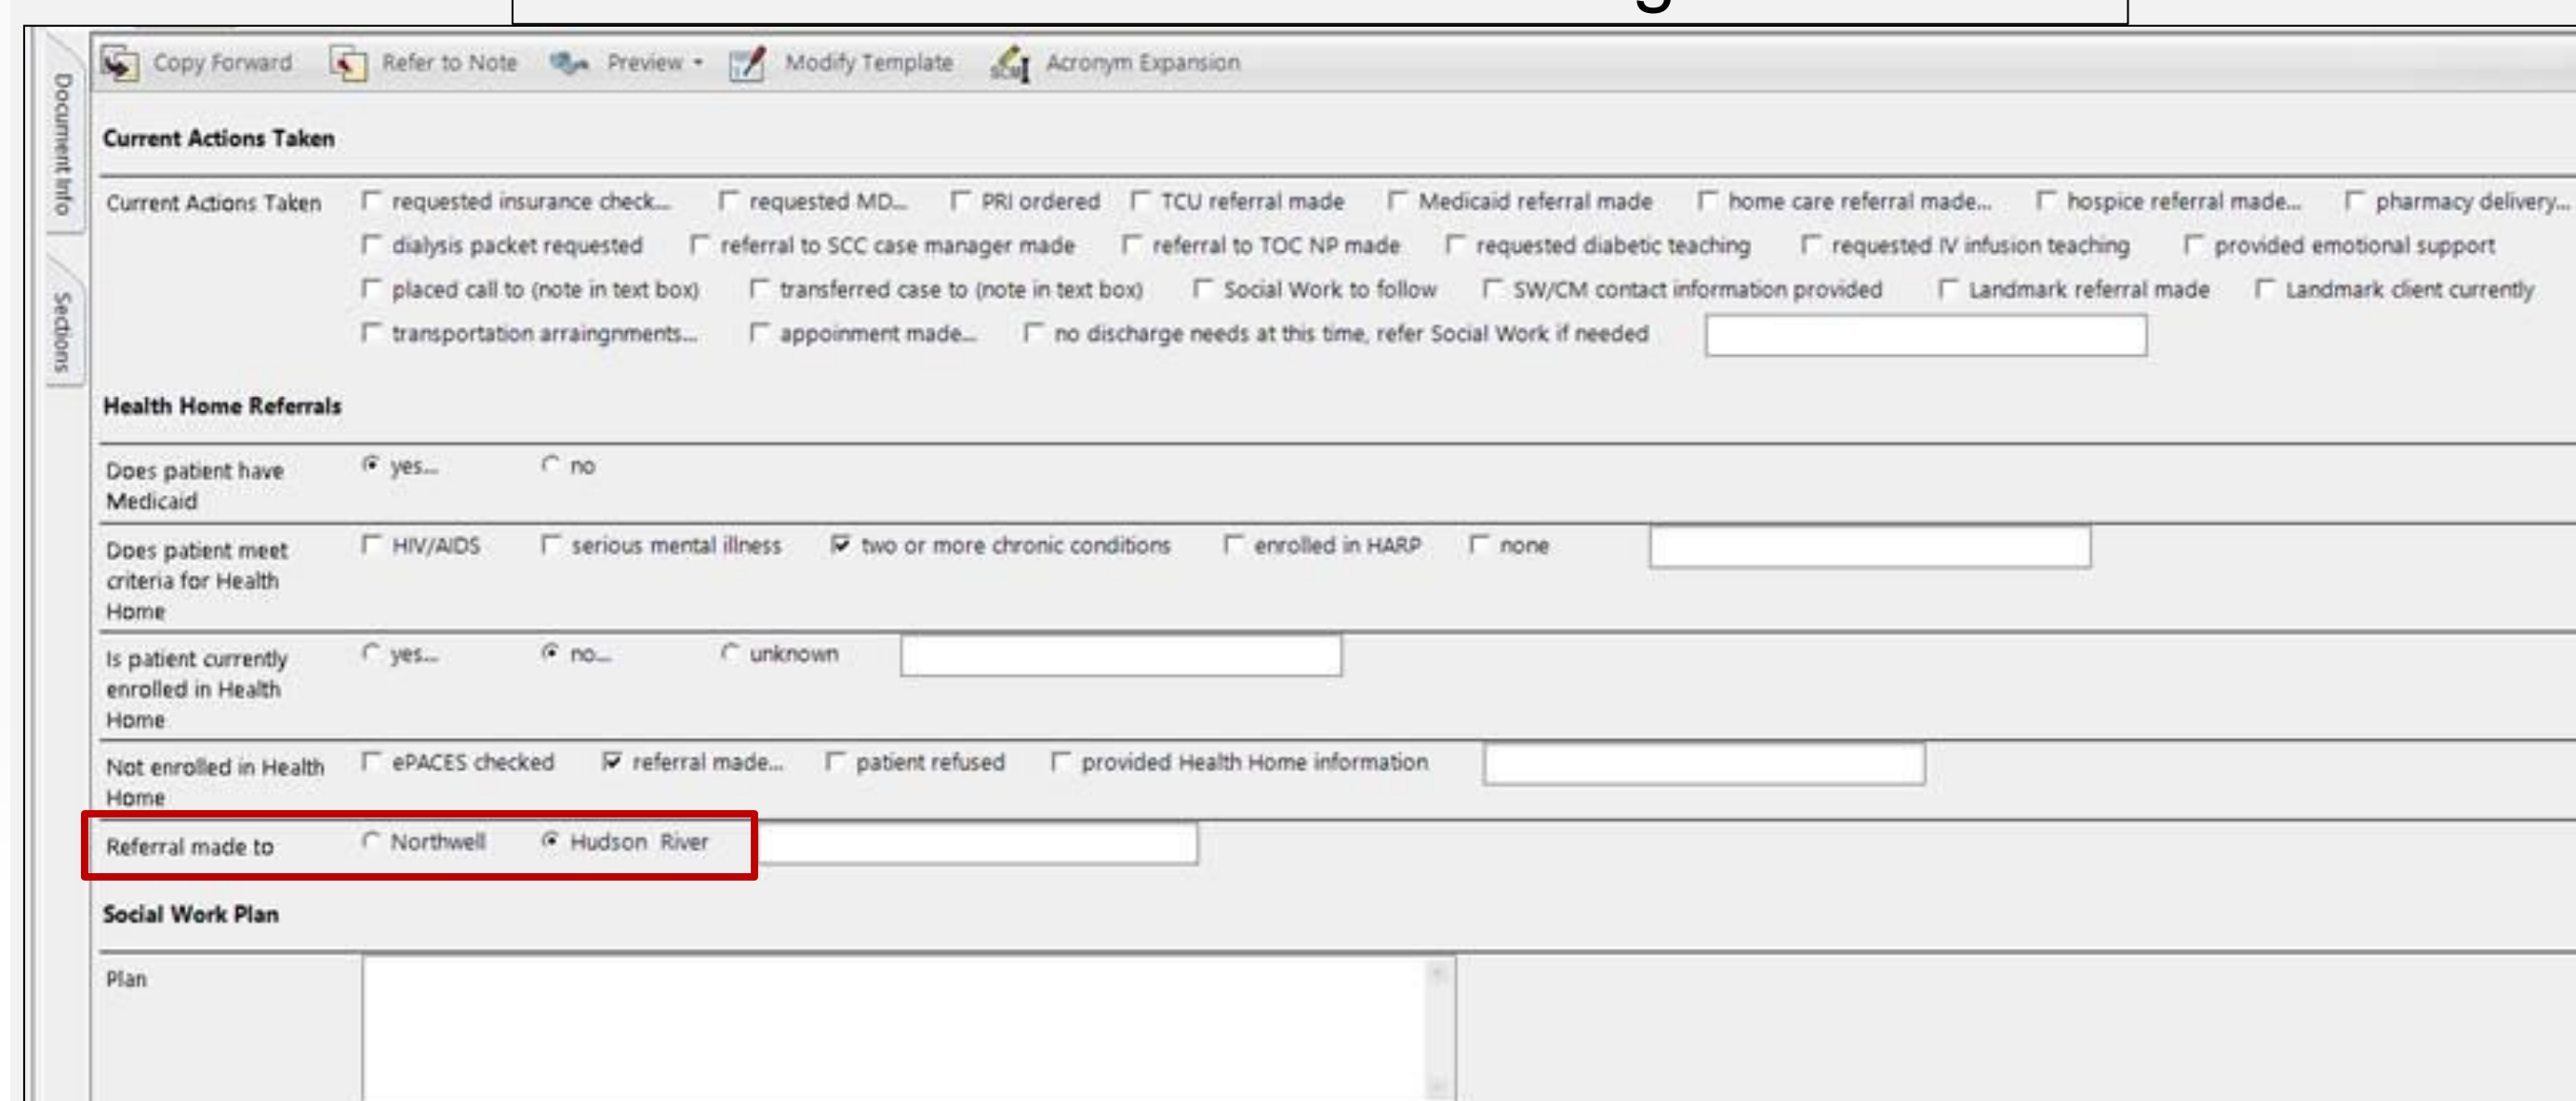 Copy Forward Refer to Note Preview Modify Template Acronym Expansion
Document Info
Sections
Current Actions Taken
Current Actions Taken requested insurance check... requested MD... PRI ordered TCU referral made Medicaid referral made home care referral made... hospice referral made... pharmacy delivery...
dialysis packet requested referral to SCC case manager made referral to TOC NP made requested diabetic teaching requested IV infusion teaching provided emotional support
placed call to (note in text box) transferred case to (note in text box) Social Work to follow SW/CM contact information provided Landmark referral made Landmark client currently
transportation arraingnments... appoinment made... no discharge needs at this time, refer Social Work if needed
Health Home Referrals
Does patient have yes... no
Medicaid
Does patient meet HIV/AIDS serious mental illness two or more chronic conditions enrolled in HARP none
criteria for Health
Home
Is patient currently yes... no... unknown
enrolled in Health
Home
Not enrolled in Health ePACES checked referral made... patient refused provided Health Home information
Home
Referral made to Northwell Hudson River
Social Work Plan
Plan